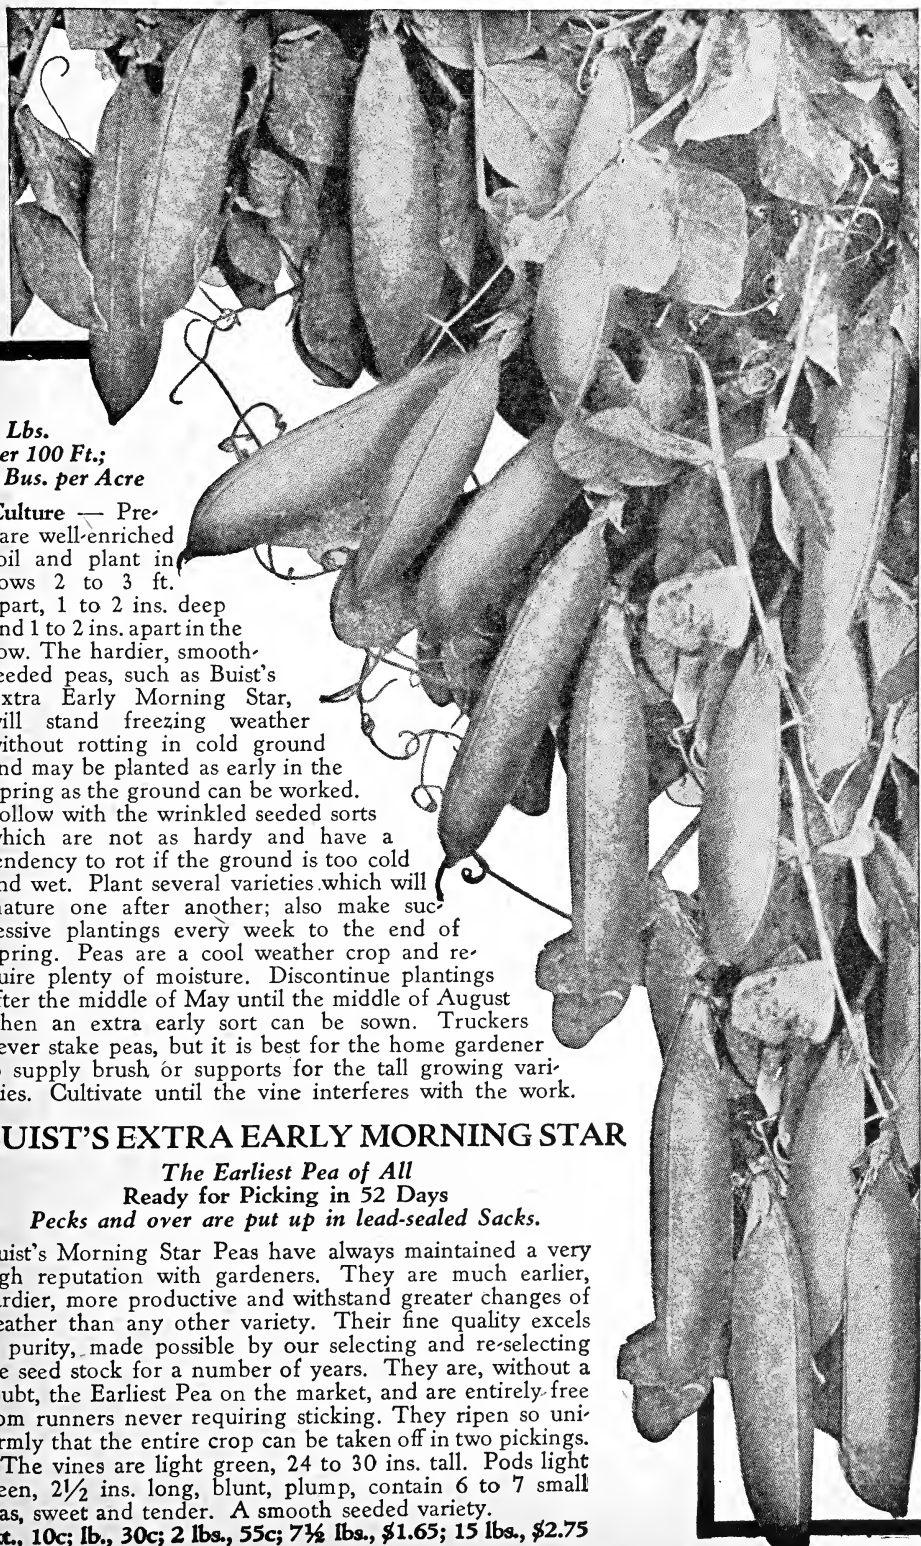 Lbs.
er 100 Ft.;
Bus. per Acre
Culture — Pre-
are well-enriched
oil and plant in
ows 2 to 3 ft.
part, 1 to 2 ins. deep
nd 1 to 2 ins. apart in the
ow. The hardier, smooth-
eeded peas, such as Buist's
xtra Early Morning Star,
ill stand freezing weather
ithout rotting in cold ground
nd may be planted as early in the
pring as the ground can be worked.
ollow with the wrinkled seeded sorts
hich are not as hardy and have a
endency to rot if the ground is too cold
nd wet. Plant several varieties which will
ature one after another; also make suc-
essive plantings every week to the end of
pring. Peas are a cool weather crop and re-
uire plenty of moisture. Discontinue plantings
fter the middle of May until the middle of August
hen an extra early sort can be sown. Truckers
ever stake peas, but it is best for the home gardener
supply brush or supports for the tall growing vari-
ies. Cultivate until the vine interferes with the work.
UIST'S EXTRA EARLY MORNING STAR
The Earliest Pea of All
Ready for Picking in 52 Days
Pecks and over are put up in lead-sealed Sacks.
uist's Morning Star Peas have always maintained a very
gh reputation with gardeners. They are much earlier,
rdier, more productive and withstand greater changes of
eather than any other variety. Their fine quality excels
purity, made possible by our selecting and re-selecting
e seed stock for a number of years. They are, without a
ubt, the Earliest Pea on the market, and are entirely free
om runners never requiring sticking. They ripen so uni-
rmly that the entire crop can be taken off in two pickings.
The vines are light green, 24 to 30 ins. tall. Pods light
een, 2½ ins. long, blunt, plump, contain 6 to 7 small
as, sweet and tender. A smooth seeded variety.
t., 10c; lb., 30c; 2 lbs., 55c; 7½ lbs., $1.65; 15 lbs., $2.75